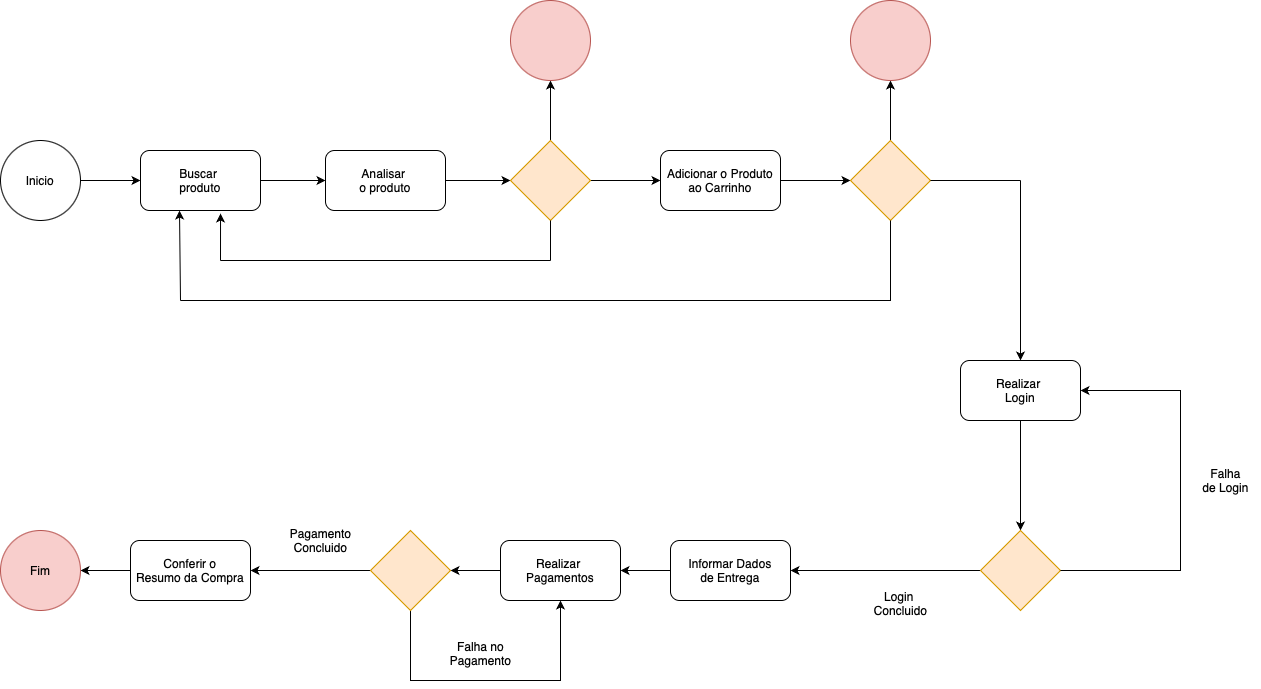 Inicio
Buscar
produto
Analisar
o produto
Adicionar o Produto
ao Carrinho
Realizar
Login
Falha
de Login
Login
Concluido
Informar Dados
de Entrega
Realizar
Pagamentos
Falha no
Pagamento
Pagamento
Concluido
Conferir o
Resumo da Compra
Fim